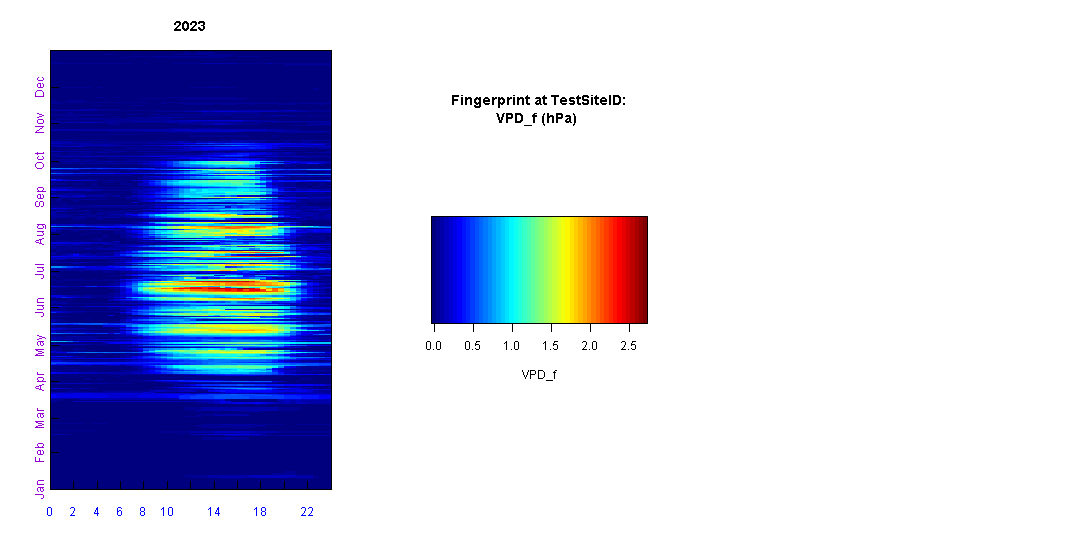 2023
Dec
Nov
Oct
Sep
Aug
Jul
Jun
May
Apr
Mar
Feb
Jan
0 2 4 6 8 10 14 18 22
Fingerprint at TestSiteID:
VPD_f (hPa)
0.0 0.5 1.0 1.5 2.0 2.5
VPD_f